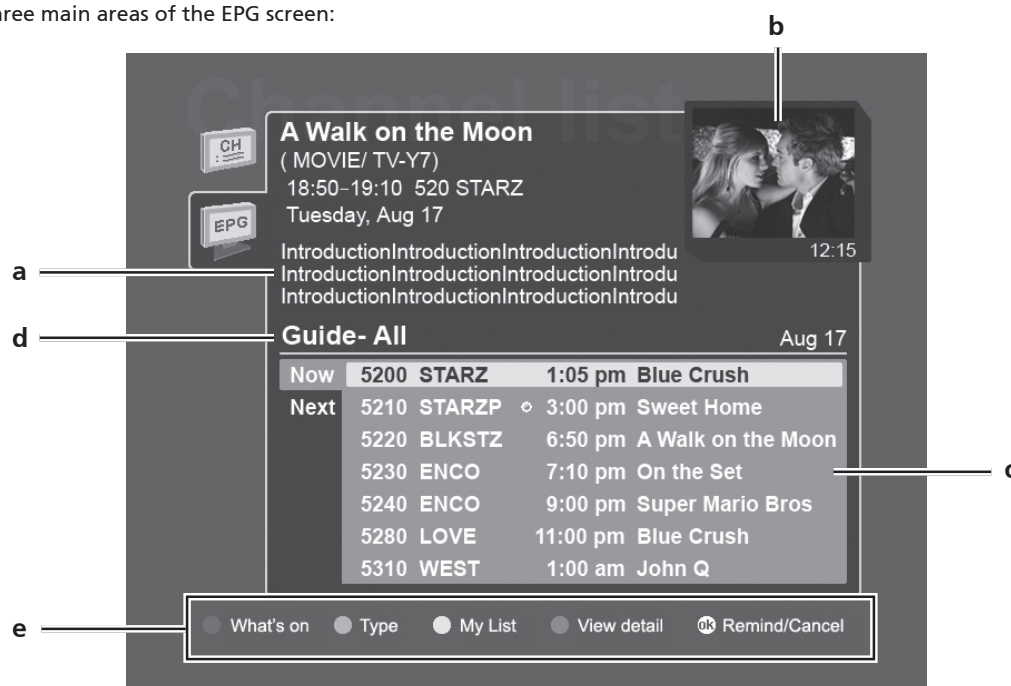 hree main areas of the EPG screen:
b
Channel list
CH
A Walk on the Moon
( MOVIE/ TV-Y7)
18:50-19:10 520 STARZ
Tuesday, Aug 17
EPG
12:15
IntroductionIntroductionIntroductionIntrodu
a
IntroductionIntroductionIntroductionIntrodu
IntroductionIntroductionIntroductionIntrodu
d
Guide- All
Aug 17
Now 5200 STARZ 1:05 pm Blue Crush
Next 5210 STARZP 3:00 pm Sweet Home
5220 BLKSTZ 6:50 pm A Walk on the Moon
5230 ENCO 7:10 pm On the Set
c
5240 ENCO 9:00 pm Super Mario Bros
5280 LOVE 11:00 pm Blue Crush
5310 WEST 1:00 am John Q
e
What's on Type My List View detail ok Remind/Cancel